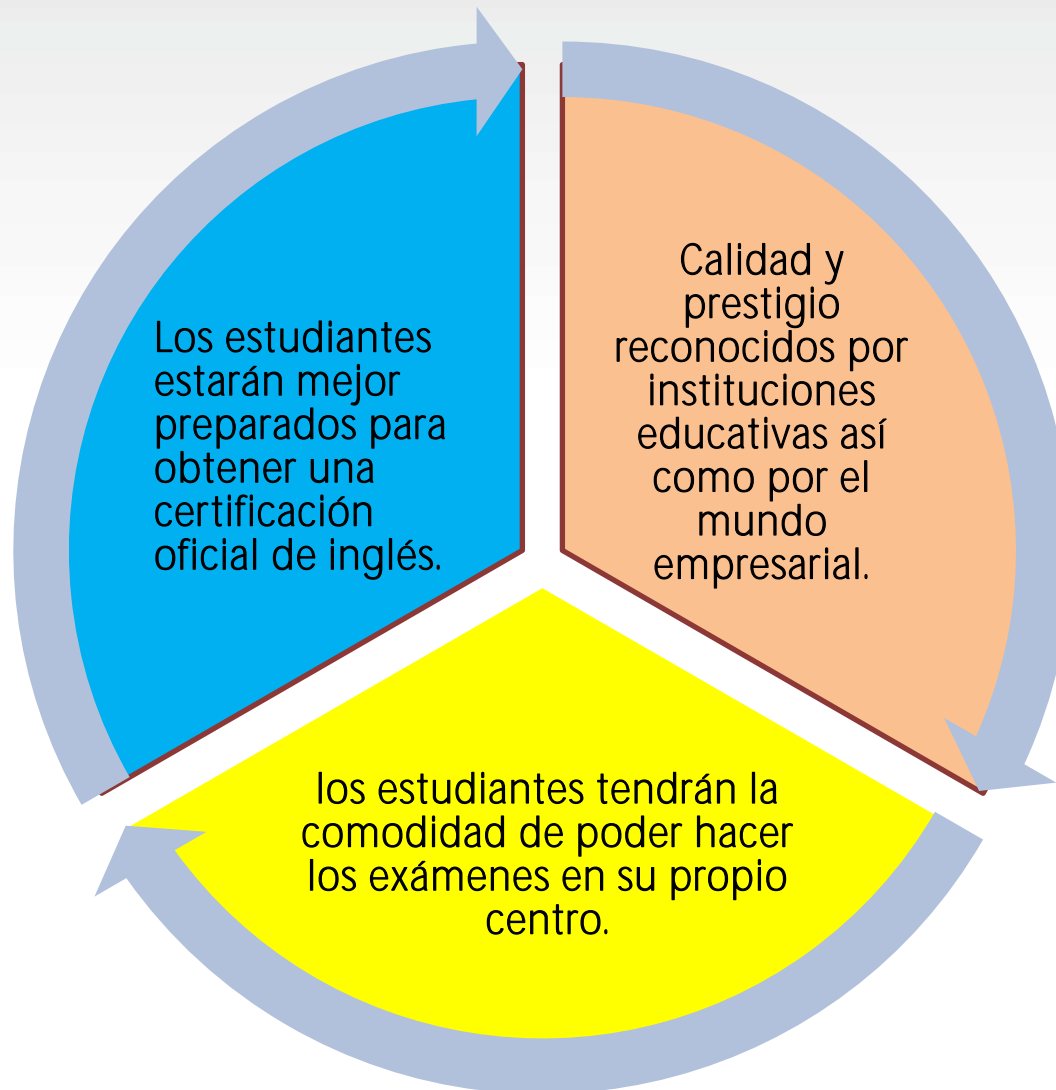 Los estudiantes
estarán mejor
preparados para
obtener una
certificación
oficial de inglés.
Calidad y
prestigio
reconocidos por
instituciones
educativas así
como por el
mundo
empresarial.
los estudiantes tendrán la
comodidad de poder hacer
los exámenes en su propio
centro.